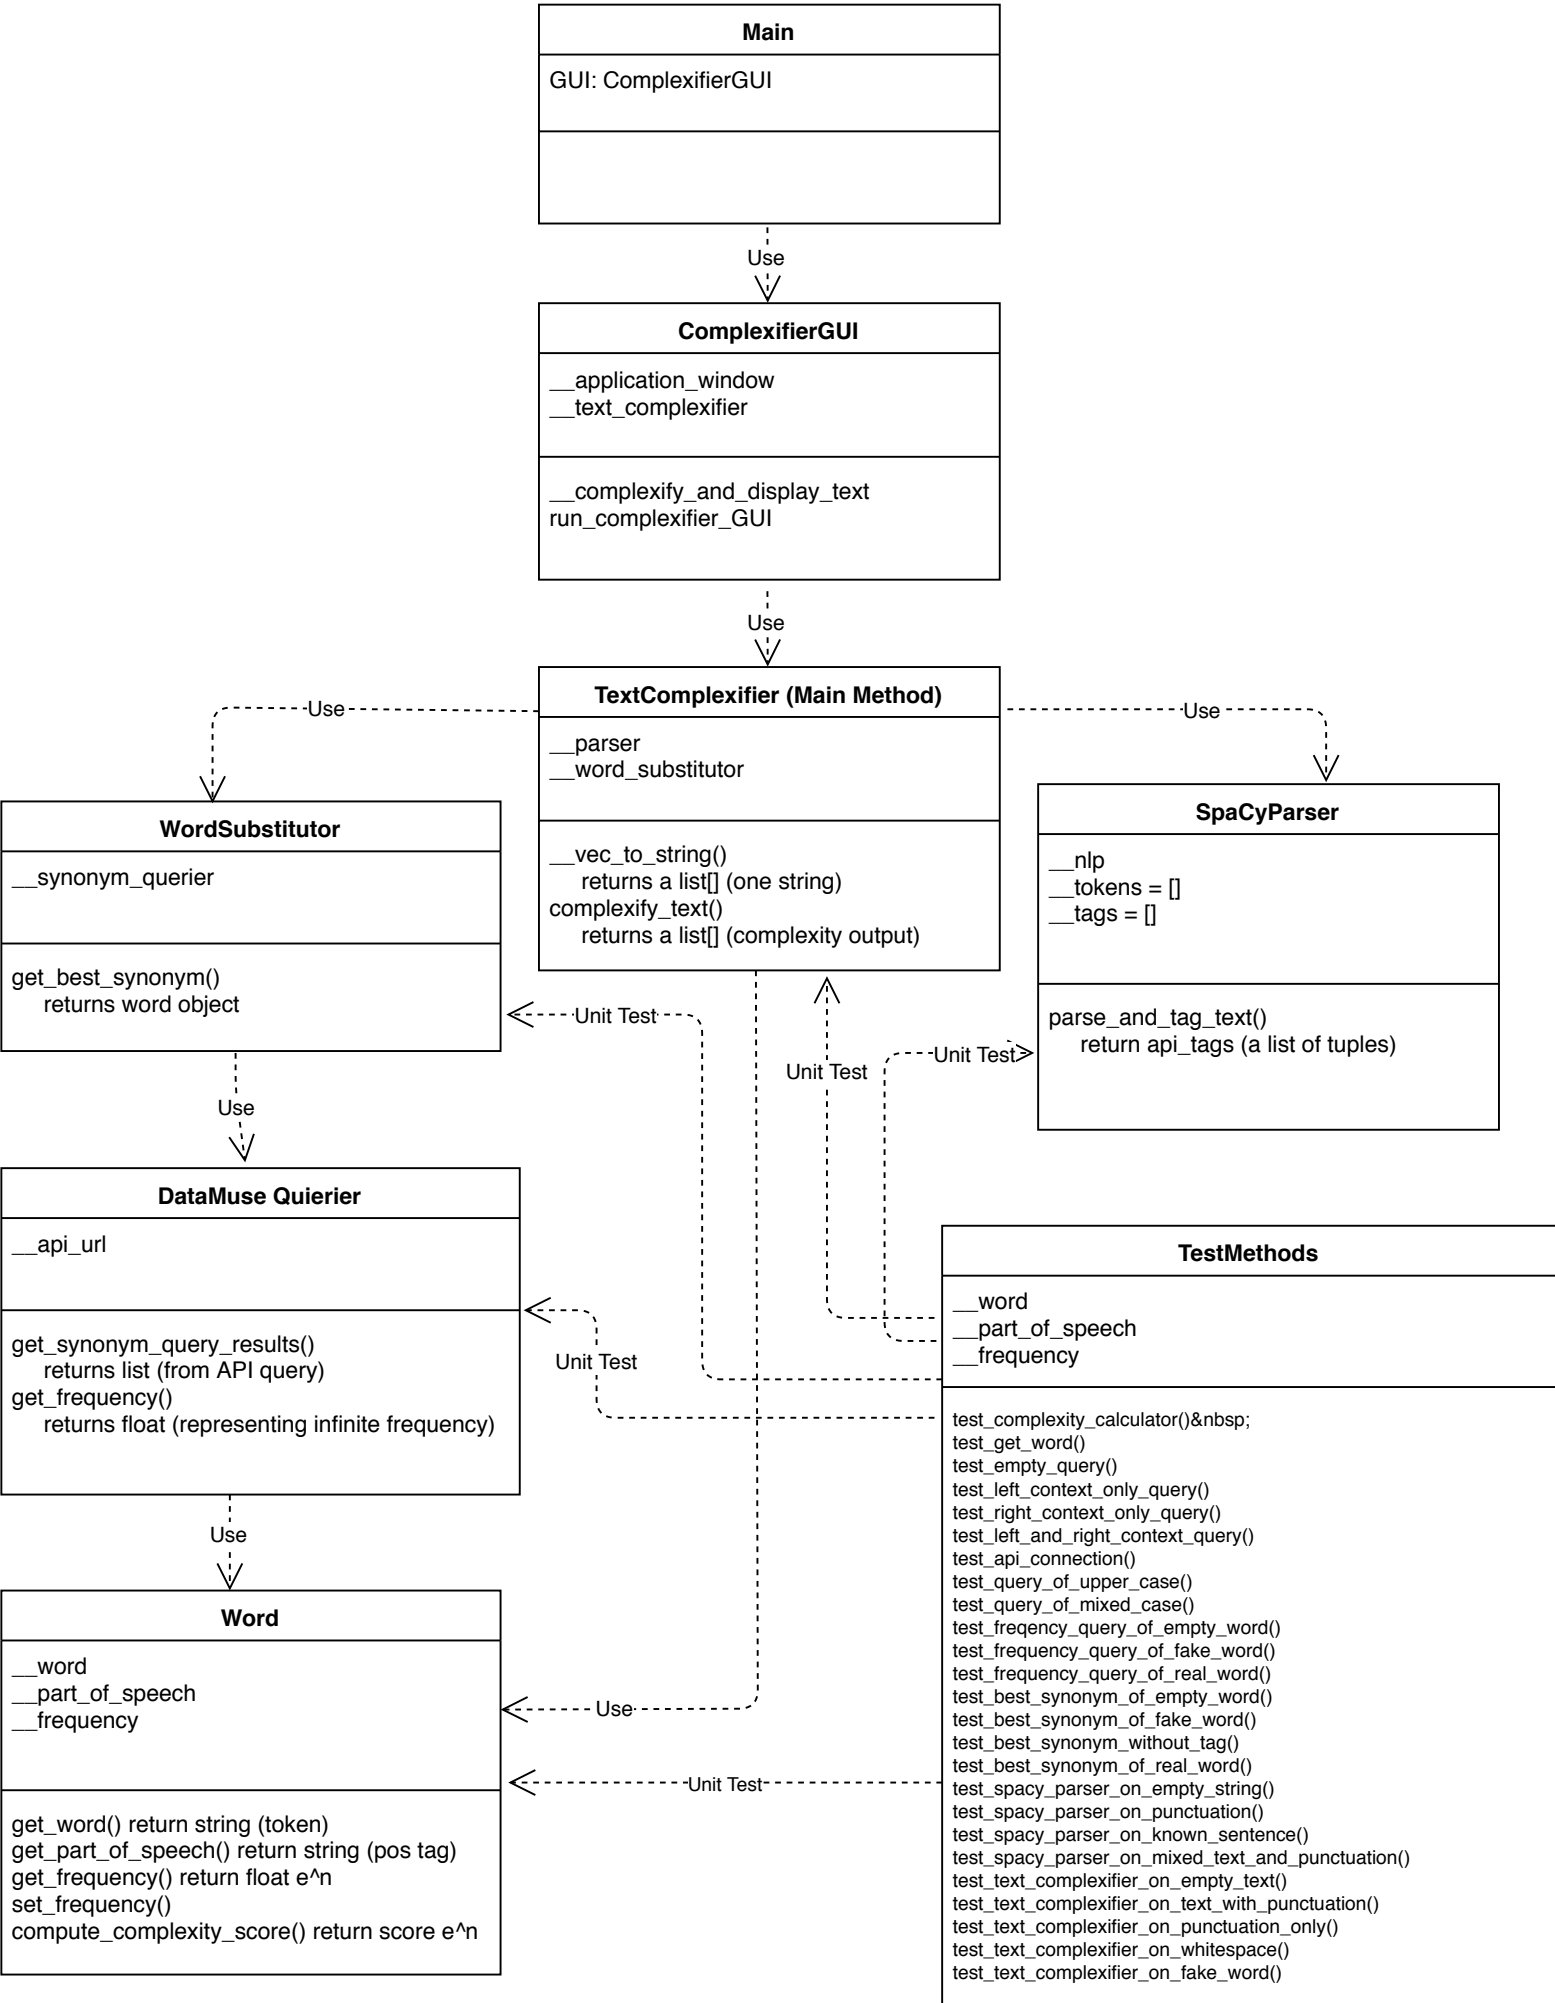 Main
GUI: ComplexifierGUI
Use
ComplexifierGUI
__application_window
__text_complexifier
__complexify_and_display_text
run_complexifier_GUI
Use
TextComplexifier (Main Method)
__parser
__word_substitutor
__vec_to_string()
returns a list[] (one string)
complexify_text()
returns a list[] (complexity output)
Use
Use
WordSubstitutor
__synonym_querier
get_best_synonym()
returns word object
SpaCyParser
__nlp
__tokens = []
__tags = []
parse_and_tag_text()
return api_tags (a list of tuples)
Unit Test
Unit Test
Unit Test
Use
DataMuse Quierier
__api_url
get_synonym_query_results()
returns list (from API query)
get_frequency()
returns float (representing infinite frequency)
Unit Test
Use
Word
__word
__part_of_speech
__frequency
get_word() return string (token)
get_part_of_speech() return string (pos tag)
get_frequency() return float e^n
set_frequency()
compute_complexity_score() return score e^n
Use
Unit Test
TestMethods
__word
__part_of_speech
__frequency
test_complexity_calculator()&nbsp;
test_get_word()
test_empty_query()
test_left_context_only_query()
test_right_context_only_query()
test_left_and_right_context_query()
test_api_connection()
test_query_of_upper_case()
test_query_of_mixed_case()
test_freqency_query_of_empty_word()
test_frequency_query_of_fake_word()
test_frequency_query_of_real_word()
test_best_synonym_of_empty_word()
test_best_synonym_of_fake_word()
test_best_synonym_without_tag()
test_best_synonym_of_real_word()
test_spacy_parser_on_empty_string()
test_spacy_parser_on_punctuation()
test_spacy_parser_on_known_sentence()
test_spacy_parser_on_mixed_text_and_punctuation()
test_text_complexifier_on_empty_text()
test_text_complexifier_on_text_with_punctuation()
test_text_complexifier_on_punctuation_only()
test_text_complexifier_on_whitespace()
test_text_complexifier_on_fake_word()